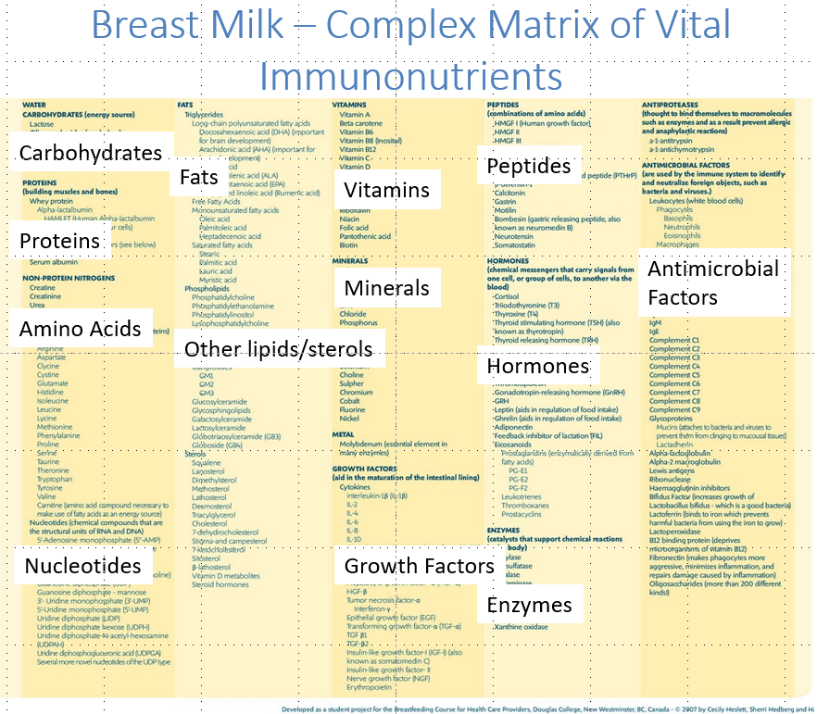 Breast Milk – Complex Matrix of Vital
Immunonutrients
WATER
CARBOHYDRATES (energy source)
Lactose
Carbohydrates
PROTEINS
(building muscles and bones)
Whey protein
Alpha-lactalbumin
HAMLET (Human Alpha-lactalbumin
Proteins
(see below)
Serum albumin
NON-PROTEIN NITROGENS
Creatine
Creatinine
Urea
Amino Acids
Arginine
Aspartate
Clycine
Cystine
Glutamate
Histidine
Isoleucine
Leucine
Lycine
Methionine
Phenylalanine
Proline
Serine
Taurine
Theronine
Tryptophan
Tyrosine
Valine
Carnitine (amino acid compound necessary to
make use of fatty acids as an energy source)
Nucleotides (chemical compounds that are
the structural units of RNA and DNA)
5'-Adenosine monophosphate (5"-AMP)
Nucleotides
Guanosine diphosphate - mannose
3'- Uridine monophosphate (3'-UMP)
5'-Uridine monophosphate (5'-UMP)
Uridine diphosphate (UDP)
Uridine diphosphate hexose (UDPH)
Uridine diphosphate-N-acetyl-hexosamine
(UDPAH)
Uridine diphosphoglucuronic acid (UDPGA)
Several more novel nucleotides of the UDP type
FATS
Triglycerides
Long-chain polyunsaturated fatty acids
Docosahexaenoic acid (DHA) (important
for brain development)
Arachidonic acid (AHA) (important for
Fats
acid (ALA)
acid (EPA)
acid (Rumenic acid)
Free Fatty Acids
Monounsaturated fatty acids
Oleic acid
Palmitoleic acid
Heptadecenoic acid
Saturated fatty acids
Stearic
Palmitic acid
Lauric acid
Myristic acid
Phospholipids
Phosphatidylcholine
Phosphatidylethanolamine
Phosphatidylinositol
Lysophosphatidylcholine
Other lipids/sterols
GM1
GM2
GM3
Glucosylceramide
Glycosphingolipids
Galactosylceramide
Lactosylceramide
Globotriaosylceramide (GB3)
Globoside (GB4)
Sterols
Squalene
Lanosterol
Dimethylsterol
Methosterol
Lathosterol
Desmosterol
Triacylglycerol
Cholesterol
7-dehydrocholesterol
Stigma-and campesterol
7-ketocholesterol
Sitosterol
β-lathosterol
Vitamin D metabolites
Steroid hormones
VITAMINS
Vitamin A
Beta carotene
Vitamin B6
Vitamin B8 (Inositol)
Vitamin B12
Vitamin C
Vitamin D
Vitamins
Riboflavin
Niacin
Folic acid
Pantothenic acid
Biotin
MINERALS
Minerals
Chloride
Phosphorus
Choline
Sulpher
Chromium
Cobalt
Fluorine
Nickel
METAL
Molybdenum (essential element in
many enzymes)
GROWTH FACTORS
(aid in the maturation of the intestinal lining)
Cytokines
interleukin-1β (IL-1β)
IL-2
IL-4
IL-6
IL-8
IL-10
Growth Factors
HGF-β
Tumor necrosis factor-α
Interferon-γ
Epithelial growth factor (EGF)
Transforming growth factor-α (TGF-α)
TGF β1
TGF-β2
Insulin-like growth factor-I (IGF-I) (also
known as somatomedin C)
Insulin-like growth factor- II
Nerve growth factor (NGF)
Erythropoietin
PEPTIDES
(combinations of amino acids)
HMGF I (Human growth factor)
HMGF II
HMGF III
Peptides
peptide (PTHrP)
Calcitonin
Gastrin
Motilin
Bombesin (gastric releasing peptide, also
known as neuromedin B)
Neurotensin
Somatostatin
HORMONES
(chemical messengers that carry signals from
one cell, or group of cells, to another via the
blood)
Cortisol
Triiodothyronine (T3)
Thyroxine (T4)
Thyroid stimulating hormone (TSH) (also
known as thyrotropin)
Thyroid releasing hormone (TRH)
Hormones
Gonadotropin-releasing hormone (GnRH)
GRH
Leptin (aids in regulation of food intake)
Ghrelin (aids in regulation of food intake)
Adiponectin
Feedback inhibitor of lactation (FIL)
Eicosanoids
Prostaglandins (enzymatically derived from
fatty acids)
PG-E1
PG-E2
PG-F2
Leukotrienes
Thromboxanes
Prostacyclins
ENZYMES
(catalysts that support chemical reactions
body)
Enzymes
Xanthine oxidase
ANTIPROTEASES
(thought to bind themselves to macromolecules
such as enzymes and as a result prevent allergic
and anaphylactic reactions)
a-1-antitrypsin
a-1-antichymotrypsin
ANTIMICROBIAL FACTORS
(are used by the immune system to identify
and neutralize foreign objects, such as
bacteria and viruses.)
Leukocytes (white blood cells)
Phagocytes
Basophils
Neutrophils
Eoisinophils
Macrophages
Antimicrobial
Factors
IgM
IgE
Complement C1
Complement C2
Complement C3
Complement C4
Complement C5
Complement C6
Complement C7
Complement C8
Complement C9
Glycoproteins
Mucins (attaches to bacteria and viruses to
prevent them from clinging to mucousal tissues)
Lactadherin
Alpha-lactoglobulin
Alpha-2 macroglobulin
Lewis antigens
Ribonuclease
Haemagglutinin inhibitors
Bifidus Factor (increases growth of
Lactobacillus bifidus - which is a good bacteria)
Lactoferrin (binds to iron which prevents
harmful bacteria from using the iron to grow)
Lactoperoxidase
B12 binding protein (deprives
microorganisms of vitamin B12)
Fibronectin (makes phagocytes more
aggressive, minimizes inflammation, and
repairs damage caused by inflammation)
Oligosaccharides (more than 200 different
kinds!)
Developed as a student project for the Breastfeeding Course for Health Care Providers, Douglas College, New Westminster, BC, Canada - © 2007 by Cecily Heslett, Sherri Hedberg and